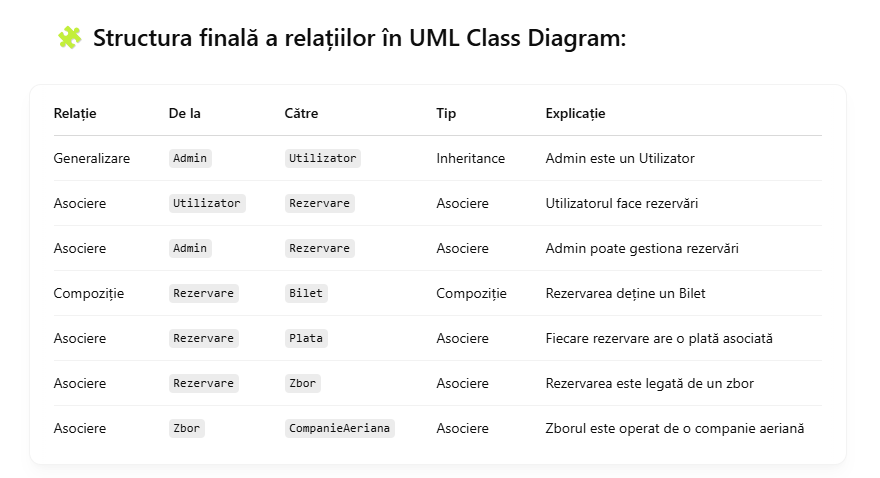 Structura finală a relațiilor în UML Class Diagram:
Relație De la Către Tip Explicație
Generalizare Admin Utilizator Inheritance Admin este un Utilizator
Asociere Utilizator Rezervare Asociere Utilizatorul face rezervări
Asociere Admin Rezervare Asociere Admin poate gestiona rezervări
Compoziție Rezervare Bilet Compoziție Rezervarea deține un Bilet
Asociere Rezervare Plata Asociere Fiecare rezervare are o plată asociată
Asociere Rezervare Zbor Asociere Rezervarea este legată de un zbor
Asociere Zbor CompanieAeriana Asociere Zborul este operat de o companie aeriană